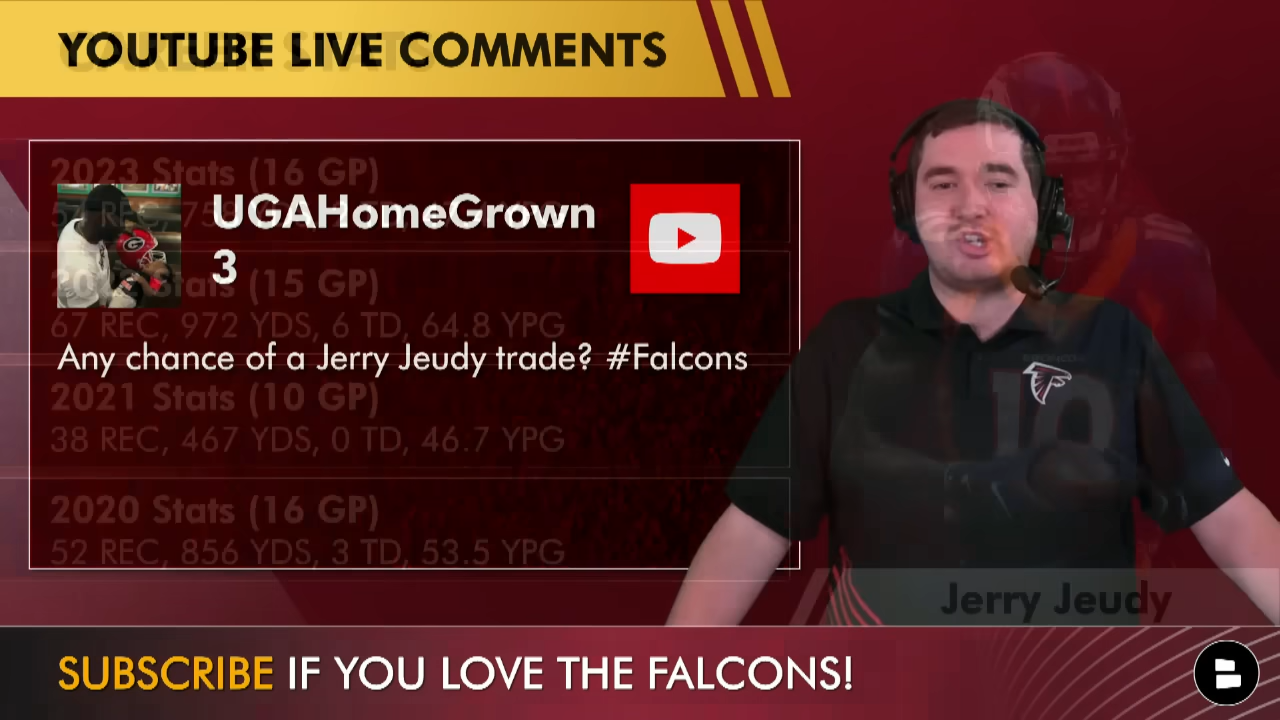 YOUTUBE LIVE COMMENTS
2023 Stats (16 GP)
UGAHomeGrown
3
Stats (15 GP)
67 REC, 972 YDS, 6 TD, 64.8 YPG
Any chance of a Jerry Jeudy trade? #Falcons
2021 Stats (10 GP)
38 REC, 467 YDS, 0 TD, 46.7 YPG
2020 Stats (16 GP)
52 REC, 856 YDS, 3 TD, 53.5 YPG
10
Jerry Jeudy
SUBSCRIBE IF YOU LOVE THE FALCONS!